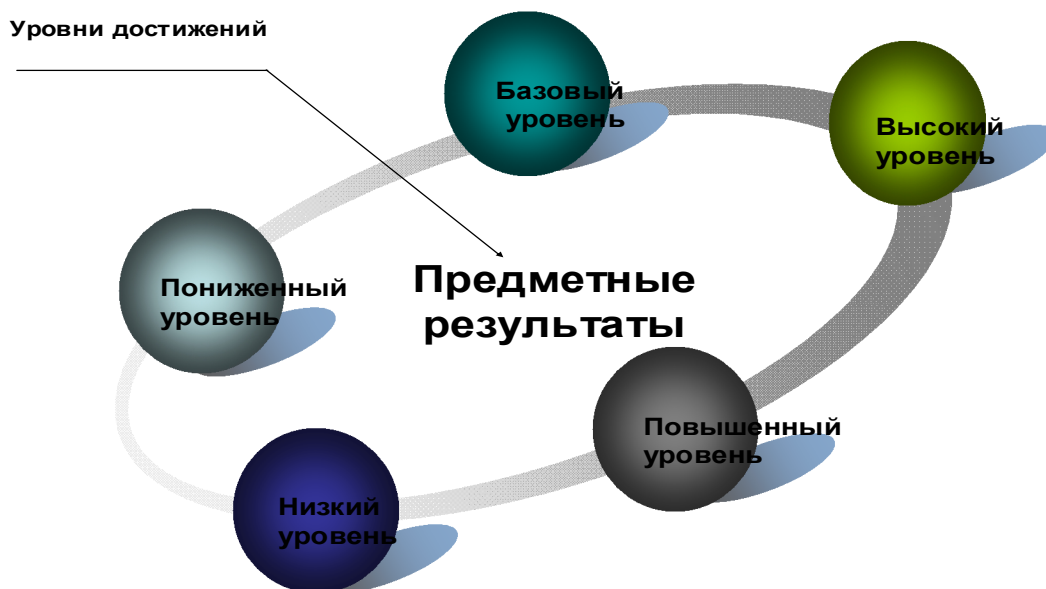 Уровни достижений
Базовый
уровень
Высокий
уровень
Пониженный
уровень
Предметные
результаты
Повышенный
уровень
Низкий
уровень